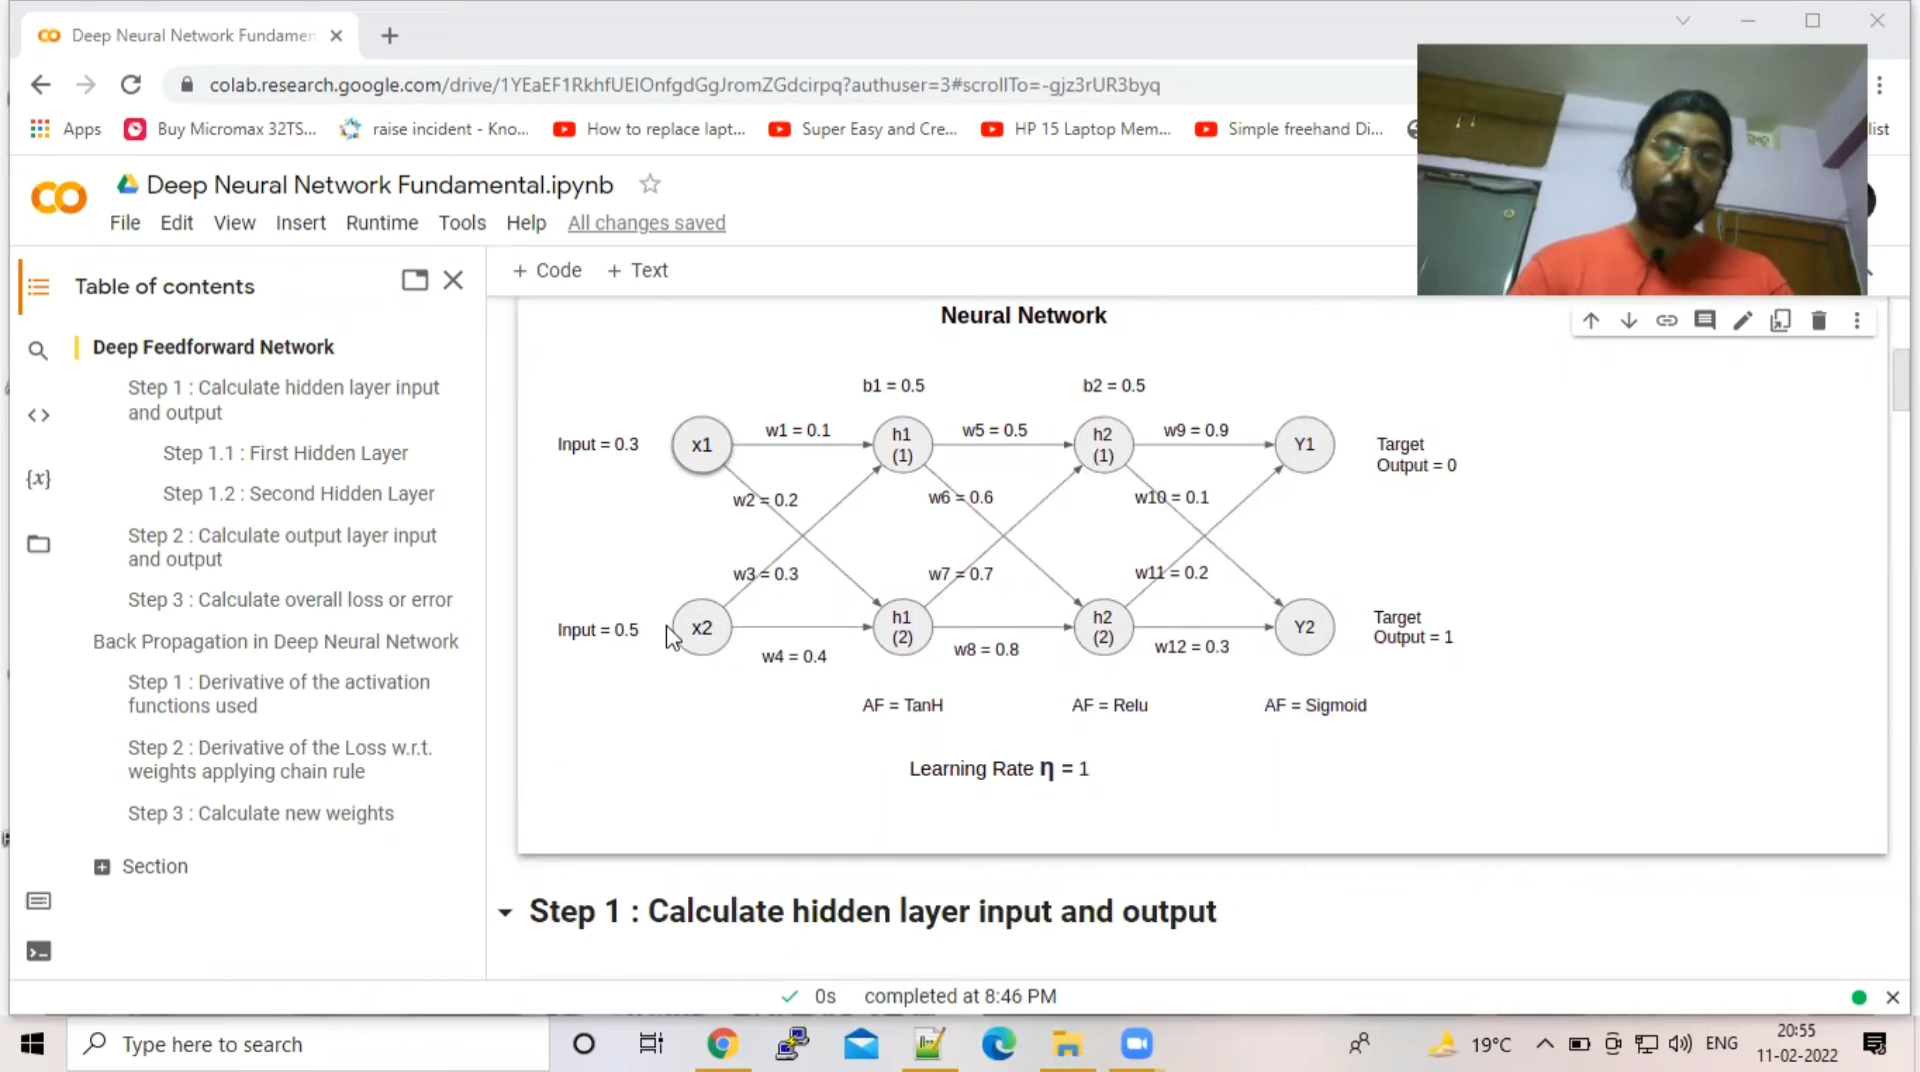 Deep Neural Network Fundamen
colab.research.google.com/drive/1YEaEF1RkhfUEIOnfgdGgJromZGdcirpq?authuser=3#scrollTo=-gjz3rUR3byq
Apps
Buy Micromax 32TS...
raise incident - Kno...
How to replace lapt...
Super Easy and Cre...
HP 15 Laptop Mem...
Simple freehand Di...
list
Deep Neural Network Fundamental.ipynb
File Edit View Insert Runtime Tools Help All changes saved
Table of contents
+ Code + Text
Deep Feedforward Network
Step 1 : Calculate hidden layer input
and output
Step 1.1 : First Hidden Layer
Step 1.2 : Second Hidden Layer
Step 2 : Calculate output layer input
and output
Step 3 : Calculate overall loss or error
Back Propagation in Deep Neural Network
Step 1 : Derivative of the activation
functions used
Step 2 : Derivative of the Loss w.r.t.
weights applying chain rule
Step 3 : Calculate new weights
Section
Neural Network
b1 = 0.5
b2 = 0.5
Input = 0.3
x1
w1 = 0.1
h1
(1)
w5 = 0.5
h2
(1)
w9 = 0.9
Y1
Target
Output = 0
w2 = 0.2
w6 = 0.6
w10 = 0.1
w3 = 0.3
w7 = 0.7
w11 = 0.2
Input = 0.5
x2
w4 = 0.4
h1
(2)
w8 = 0.8
h2
(2)
w12 = 0.3
Y2
Target
Output = 1
AF = TanH
AF = Relu
AF = Sigmoid
Learning Rate η = 1
Step 1 : Calculate hidden layer input and output
0s completed at 8:46 PM
Type here to search
19°C
ENG
20:55
11-02-2022